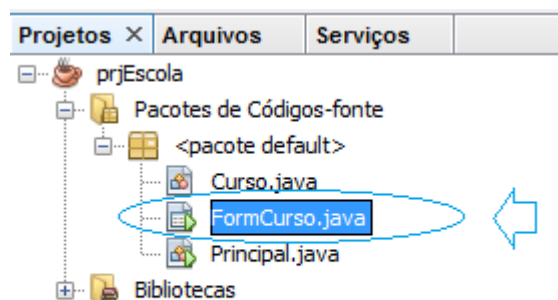 Projetos × Arquivos Serviços
prjEscola
Pacotes de Códigos-fonte
<pacote default>
Curso.java
FormCurso.java
Principal.java
Bibliotecas